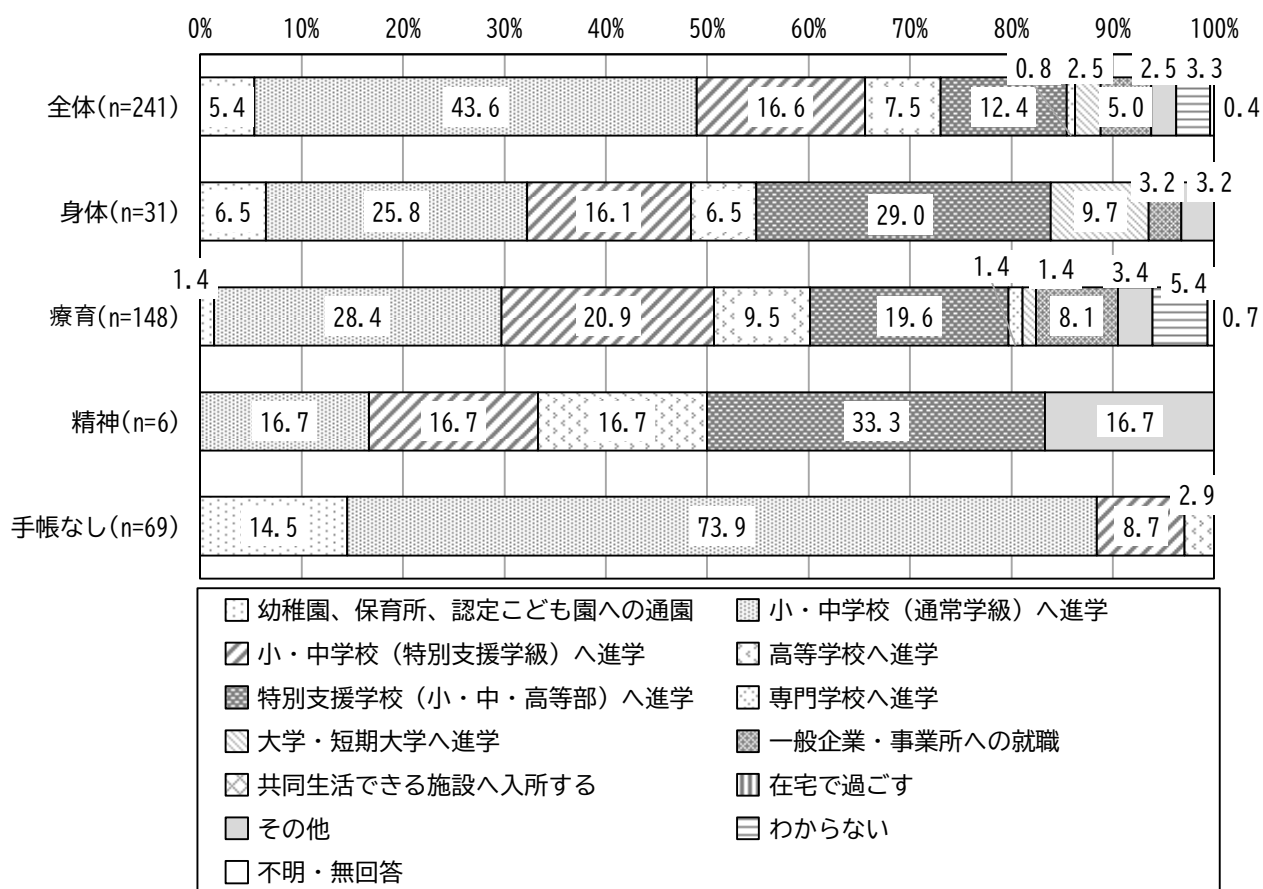 0% 10% 20% 30% 40% 50% 60% 70% 80% 90% 100%
0.8 2.5 2.5 3.3
全体(n=241) 5.4 43.6 16.6 7.5 12.4 5.0 0.4
3.2 3.2
身体(n=31) 6.5 25.8 16.1 6.5 29.0 9.7
1.4 1.4 1.4 3.4 5.4
療育(n=148) 28.4 20.9 9.5 19.6 8.1 0.7
精神(n=6) 16.7 16.7 16.7 33.3 16.7
2.9
手帳なし(n=69) 14.5 73.9 8.7
幼稚園、保育所、認定こども園への通園 小・中学校（通常学級）へ進学
小・中学校（特別支援学級）へ進学 高等学校へ進学
特別支援学校（小・中・高等部）へ進学 専門学校へ進学
大学・短期大学へ進学 一般企業・事業所への就職
共同生活できる施設へ入所する 在宅で過ごす
その他 わからない
不明・無回答